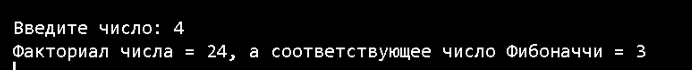 Введите число: 4
Факториал числа = 24, а соответствующее число Фибоначчи = 3